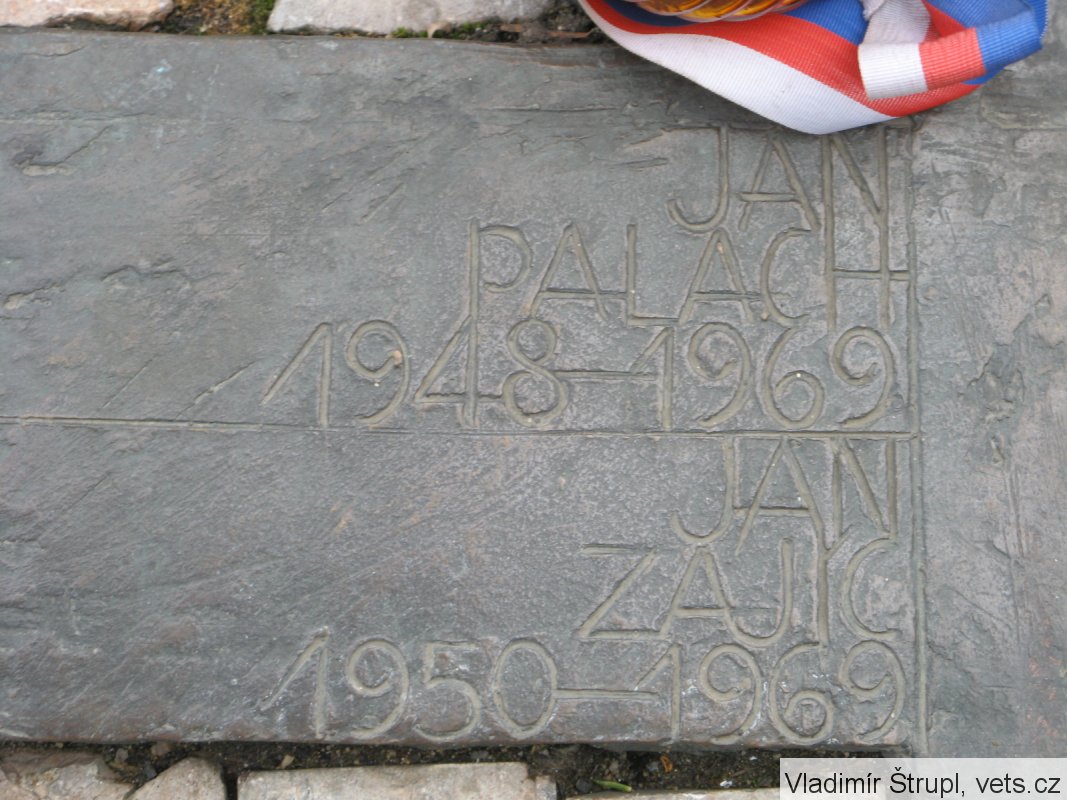 JAN
PALACH
1948-1969
JAN
ZAJÍC
1950-1969
Vladimír Štrupl, vets.cz